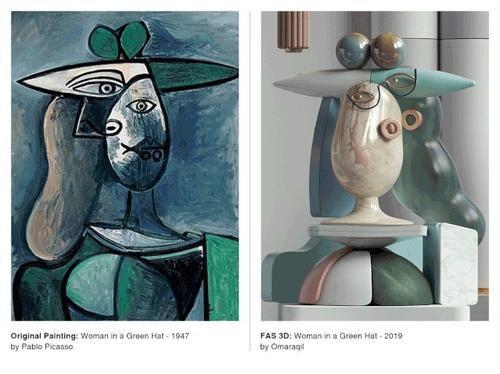 Original Painting: Woman in a Green Hat - 1947
by Pablo Picasso
FAS 3D: Woman in a Green Hat - 2019
by Omaraqil